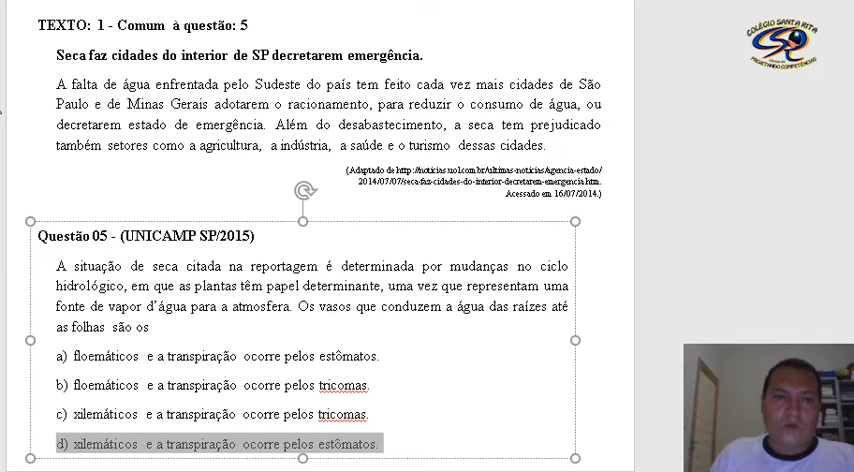 TEXTO: 1 - Comum à questão: 5
Seca faz cidades do interior de SP decretarem emergência.
A falta de água enfrentada pelo Sudeste do país tem feito cada vez mais cidades de São
Paulo e de Minas Gerais adotarem o racionamento, para reduzir o consumo de água, ou
decretarem estado de emergência. Além do desabastecimento, a seca tem prejudicado
também setores como a agricultura, a indústria, a saúde e o turismo dessas cidades.
(Adaptado de http://noticias.uol.com.br/ultimas-noticias/agencia-estado/
2014/07/07/seca-faz-cidades-do-interior-decretarem-emergencia.htm.
Acessado em 16/07/2014.)
Questão 05 - (UNICAMP SP/2015)
A situação de seca citada na reportagem é determinada por mudanças no ciclo
hidrológico, em que as plantas têm papel determinante, uma vez que representam uma
fonte de vapor d'água para a atmosfera. Os vasos que conduzem a água das raízes até
as folhas são os
a) floemáticos e a transpiração ocorre pelos estômatos.
b) floemáticos e a transpiração ocorre pelos tricomas.
c) xilemáticos e a transpiração ocorre pelos tricomas.
d) xilemáticos e a transpiração ocorre pelos estômatos.
COLÉGIO SANTA RITA
PROJETANDO COMPETÊNCIAS